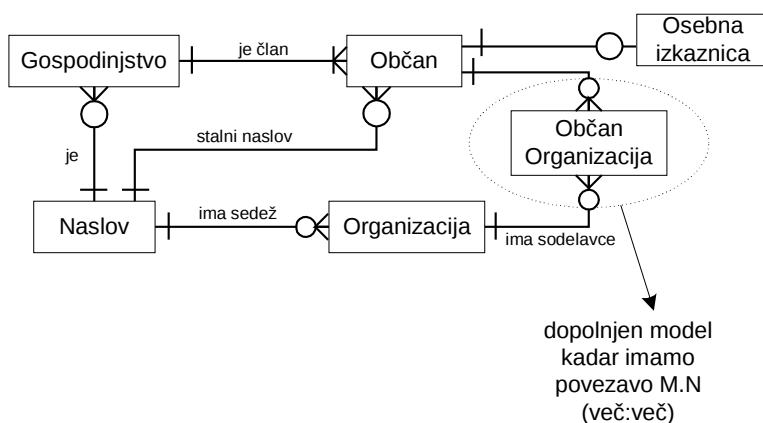 Osebna
izkaznica
Gospodinjstvo
je član
Občan
Občan
Organizacija
stalni naslov
je
Naslov
ima sedež
Organizacija
ima sodelavce
dopolnjen model
kadar imamo
povezavo M.N
(več:več)